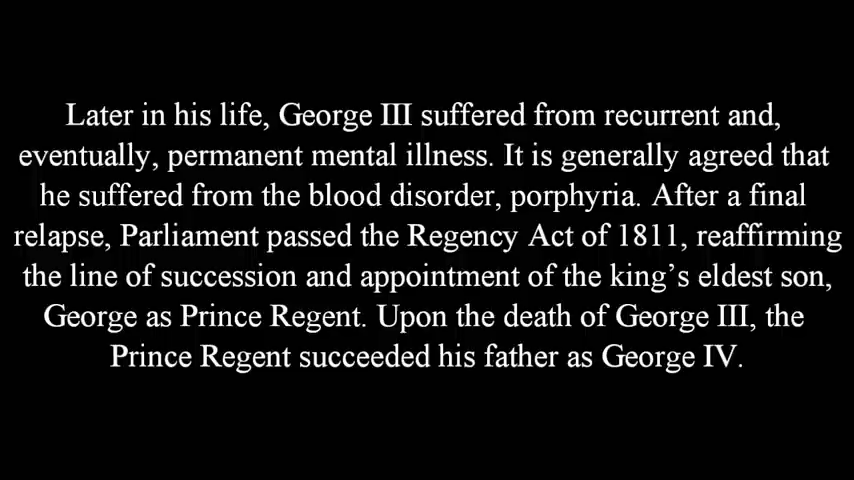 Later in his life, George III suffered from recurrent and,
eventually, permanent mental illness. It is generally agreed that
he suffered from the blood disorder, porphyria. After a final
relapse, Parliament passed the Regency Act of 1811, reaffirming
the line of succession and appointment of the king’s eldest son,
George as Prince Regent. Upon the death of George III, the
Prince Regent succeeded his father as George IV.